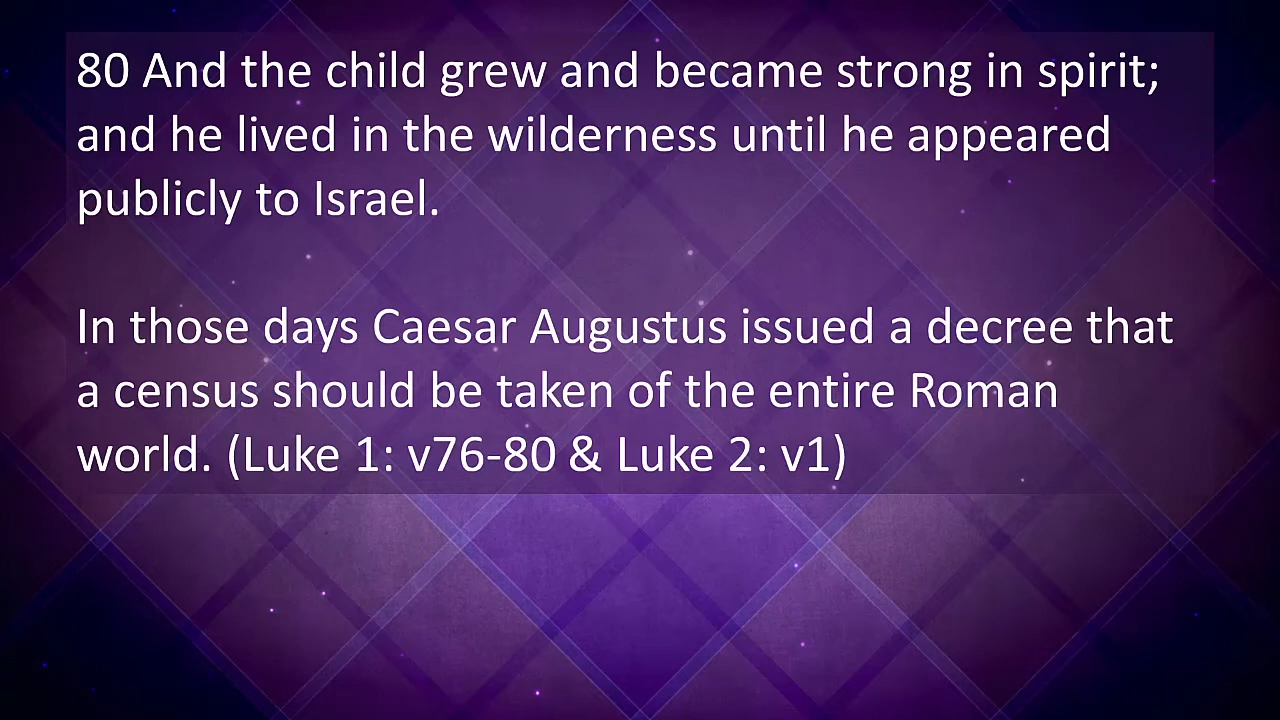 80 And the child grew and became strong in spirit;
and he lived in the wilderness until he appeared
publicly to Israel.
In those days Caesar Augustus issued a decree that
a census should be taken of the entire Roman
world. (Luke 1: v76-80 & Luke 2: v1)